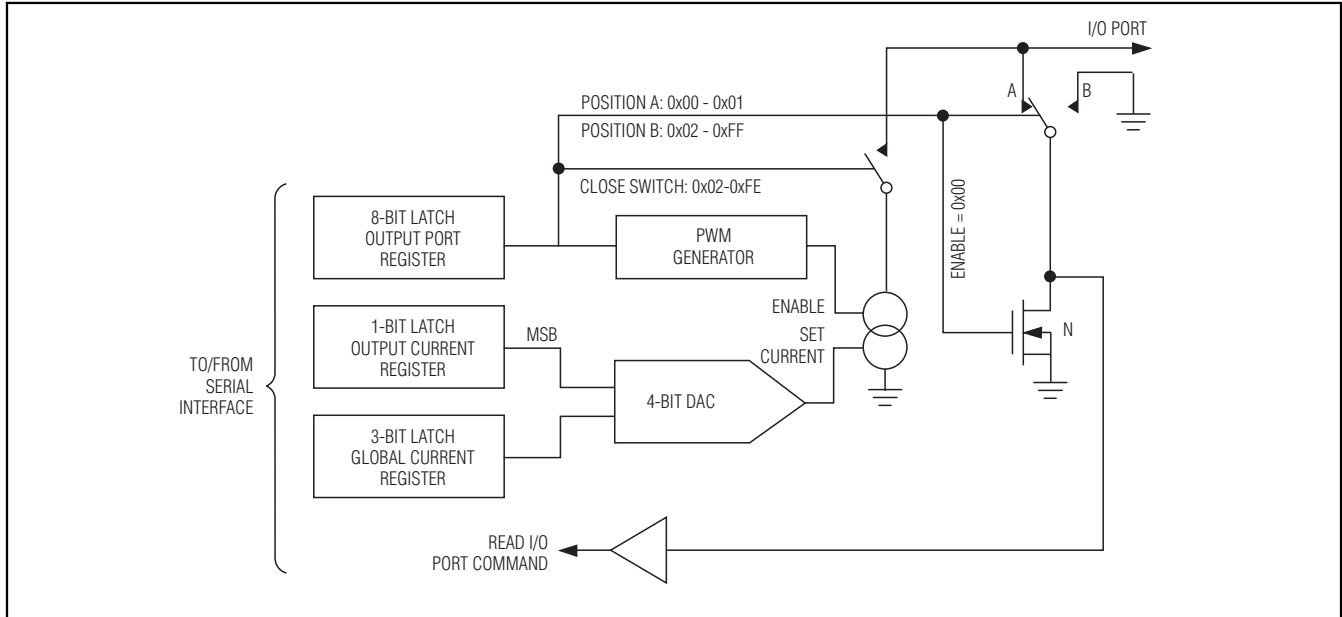 I/O PORT
A
B
POSITION A: 0x00 - 0x01
POSITION B: 0x02 - 0xFF
CLOSE SWITCH: 0x02-0xFE
ENABLE = 0x00
8-BIT LATCH
OUTPUT PORT
REGISTER
PWM
GENERATOR
ENABLE
SET
CURRENT
N
1-BIT LATCH
OUTPUT CURRENT
REGISTER
MSB
4-BIT DAC
TO/FROM
SERIAL
INTERFACE
3-BIT LATCH
GLOBAL CURRENT
REGISTER
READ I/O
PORT COMMAND